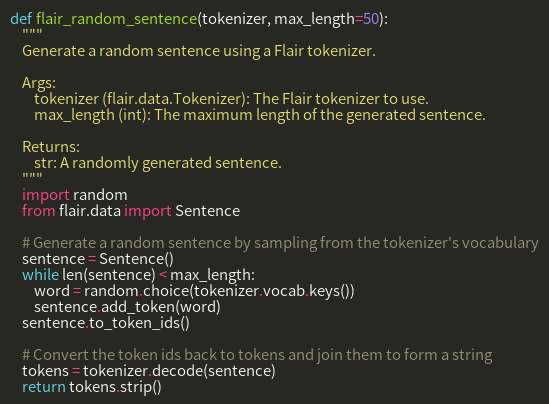 def flair_random_sentence(tokenizer, max_length=50):
"""
Generate a random sentence using a Flair tokenizer.
Args:
tokenizer (flair.data.Tokenizer): The Flair tokenizer to use.
max_length (int): The maximum length of the generated sentence.
Returns:
str: A randomly generated sentence.
"""
import random
from flair.data import Sentence
# Generate a random sentence by sampling from the tokenizer's vocabulary
sentence = Sentence()
while len(sentence) < max_length:
word = random.choice(tokenizer.vocab.keys())
sentence.add_token(word)
sentence.to_token_ids()
# Convert the token ids back to tokens and join them to form a string
tokens = tokenizer.decode(sentence)
return tokens.strip()